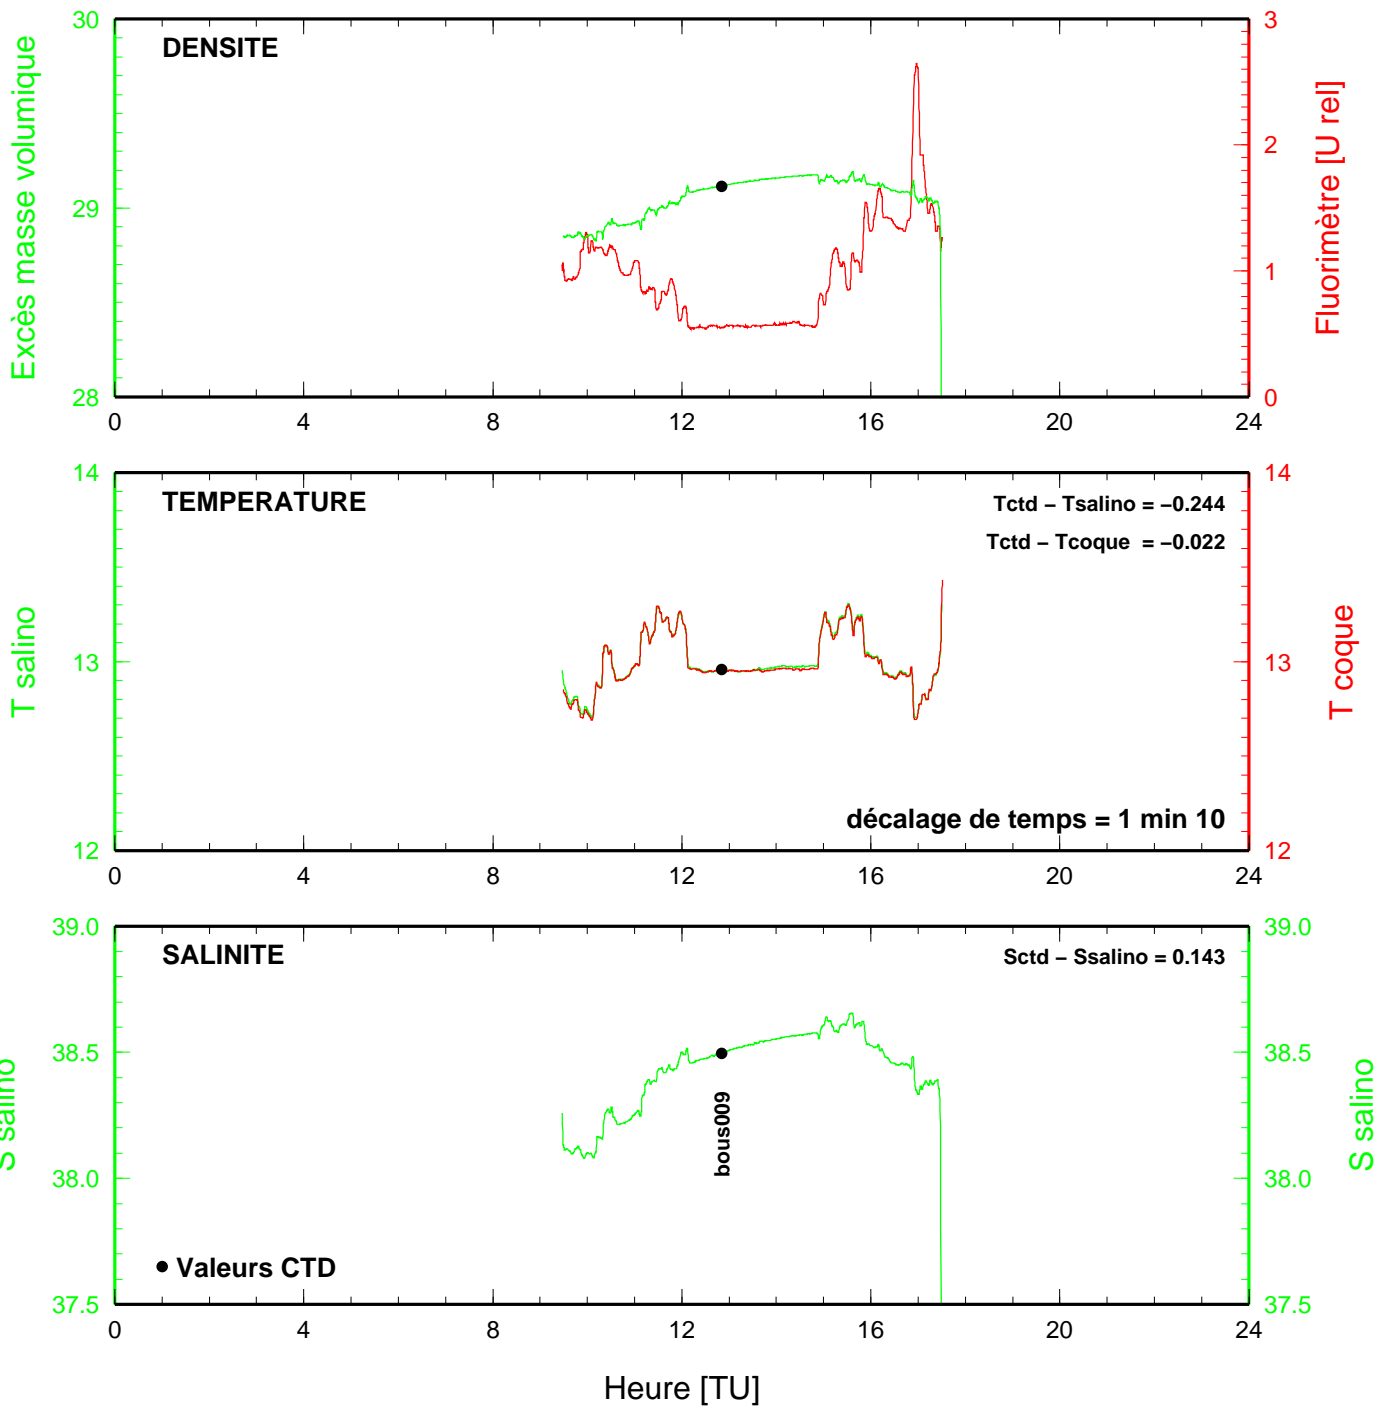 30
3
DENSITE
Excès masse volumique
Fluorimètre [U rel]
29
2
1
28
0
0 4 8 12 16 20 24
14
14
TEMPERATURE
Tctd − Tsalino = −0.244
Tctd − Tcoque = −0.022
T salino
T coque
13
13
décalage de temps = 1 min 10
12
12
0 4 8 12 16 20 24
39.0
39.0
SALINITE
Sctd − Ssalino = 0.143
S salino
S salino
38.5
38.5
bous009
38.0
38.0
Valeurs CTD
37.5
37.5
0 4 8 12 16 20 24
Heure [TU]